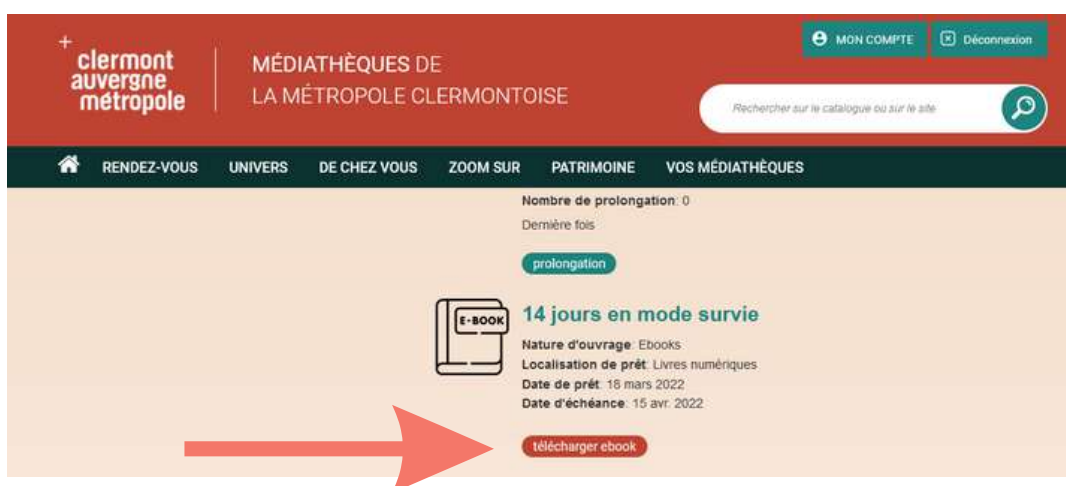 +
clermont
auvergne
métropole
MÉDIATHÈQUES DE
LA MÉTROPOLE CLERMONTOISE
MON COMPTE
Déconnexion
Rechercher sur le catalogue ou sur le site
RENDEZ-VOUS UNIVERS DE CHEZ VOUS ZOOM SUR PATRIMOINE VOS MÉDIATHÈQUES
Nombre de prolongation: 0
Dernière fois
prolongation
E-BOOK
14 jours en mode survie
Nature d'ouvrage: Ebooks
Localisation de prêt: Livres numériques
Date de prêt: 18 mars 2022
Date d'échéance: 15 avr. 2022
télécharger ebook